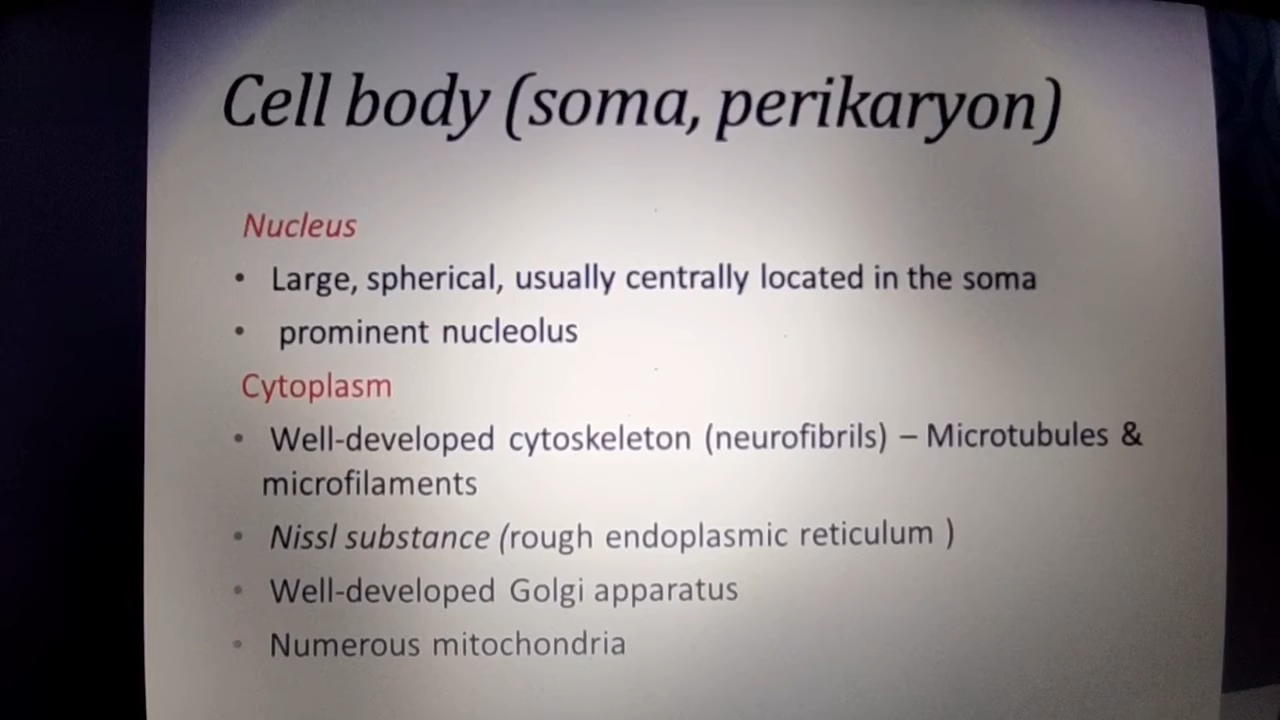 Cell body (soma, perikaryon)
Nucleus
• Large, spherical, usually centrally located in the soma
• prominent nucleolus
Cytoplasm
• Well-developed cytoskeleton (neurofibrils) – Microtubules &
microfilaments
• Nissl substance (rough endoplasmic reticulum )
• Well-developed Golgi apparatus
• Numerous mitochondria